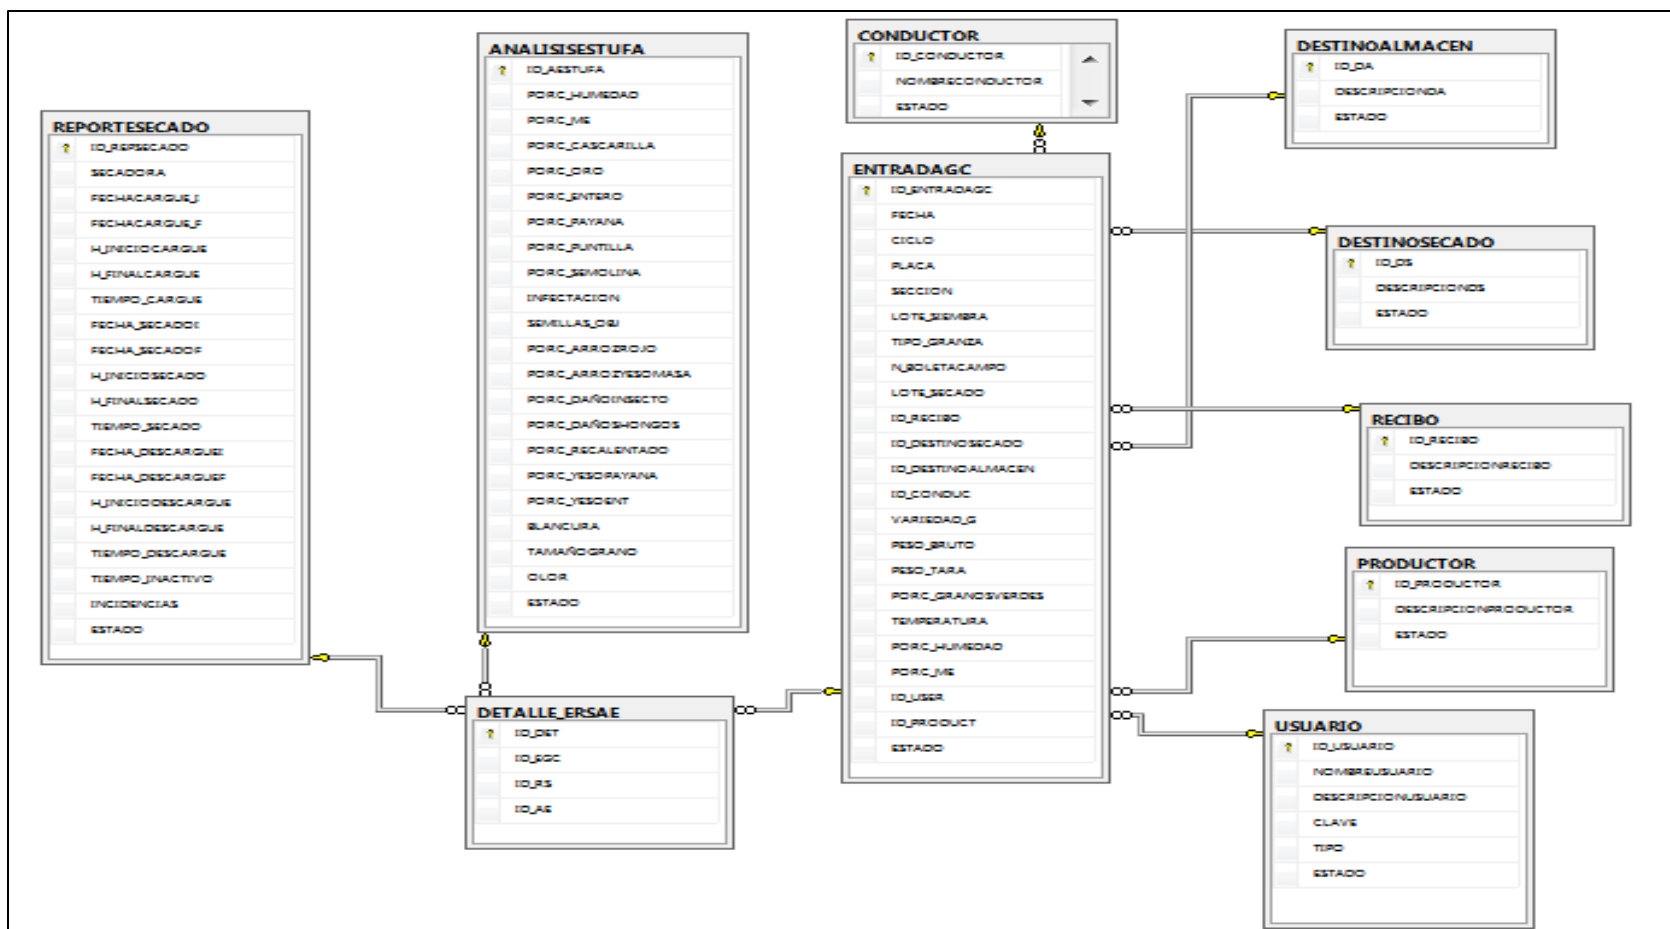 REPORTESECADO
ID_REPSECADO
SECADORA
FECHACARGUE_I
FECHACARGUE_F
H_INICIOCARGUE
H_FINALCARGUE
TIEMPO_CARGUE
FECHA_SECADOI
FECHA_SECADOF
H_INICIOSECADO
H_FINALSECADO
TIEMPO_SECADO
FECHA_DESCARGUEI
FECHA_DESCARGUEF
H_INICIODESCARGUE
H_FINALDESCARGUE
TIEMPO_DESCARGUE
TIEMPO_INACTIVO
INCIDENCIAS
ESTADO
ANALISISESTUFA
ID_AESTUFA
PORC_HUMEDAD
PORC_ME
PORC_CASCARILLA
PORC_ORO
PORC_ENTERO
PORC_PAYANA
PORC_PUNTILLA
PORC_SEMOLINA
INFECTACION
SEMILLAS_OBJ
PORC_ARROZROJO
PORC_ARROZYESOMASA
PORC_DAÑOINSECTO
PORC_DAÑOSHONGOS
PORC_RECALENTADO
PORC_YESOPAYANA
PORC_YESOENT
BLANCURA
TAMAÑOGRANO
OLOR
ESTADO
DETALLE_ERSAE
ID_DET
ID_EGC
ID_RS
ID_AE
CONDUCTOR
ID_CONDUCTOR
NOMBRECONDUCTOR
ESTADO
ENTRADAGC
ID_ENTRADAGC
FECHA
CICLO
PLACA
SECCION
LOTE_SIEMBRA
TIPO_GRANZA
N_BOLETACAMPO
LOTE_SECADO
ID_RECIBO
ID_DESTINOSECADO
ID_DESTINOALMACEN
ID_CONDUC
VARIEDAD_G
PESO_BRUTO
PESO_TARA
PORC_GRANOSVERDES
TEMPERATURA
PORC_HUMEDAD
PORC_ME
ID_USER
ID_PRODUCT
ESTADO
DESTINOALMACEN
ID_DA
DESCRIPCIONDA
ESTADO
DESTINOSECADO
ID_DS
DESCRIPCIONDS
ESTADO
RECIBO
ID_RECIBO
DESCRIPCIONRECIBO
ESTADO
PRODUCTOR
ID_PRODUCTOR
DESCRIPCIONPRODUCTOR
ESTADO
USUARIO
ID_USUARIO
NOMBREUSUARIO
DESCRIPCIONUSUARIO
CLAVE
TIPO
ESTADO